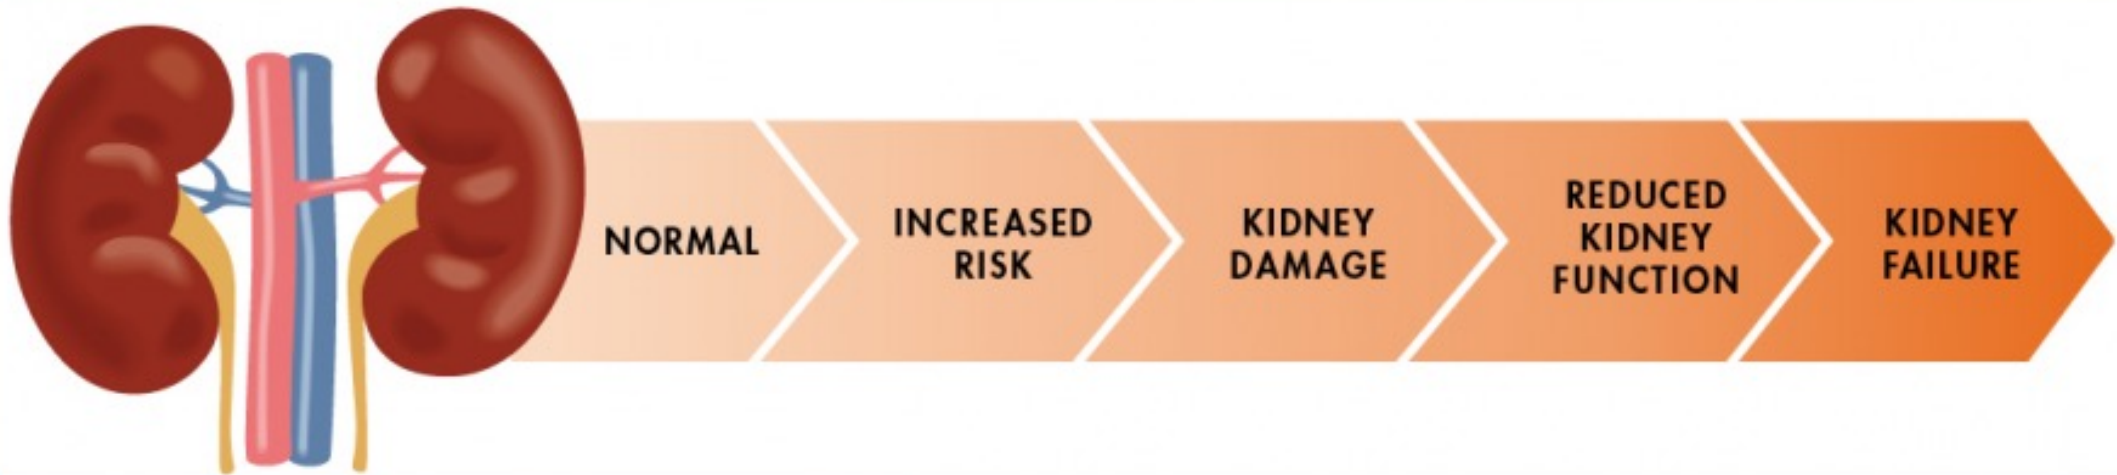 NORMAL
INCREASED
RISK
KIDNEY
DAMAGE
REDUCED
KIDNEY
FUNCTION
KIDNEY
FAILURE